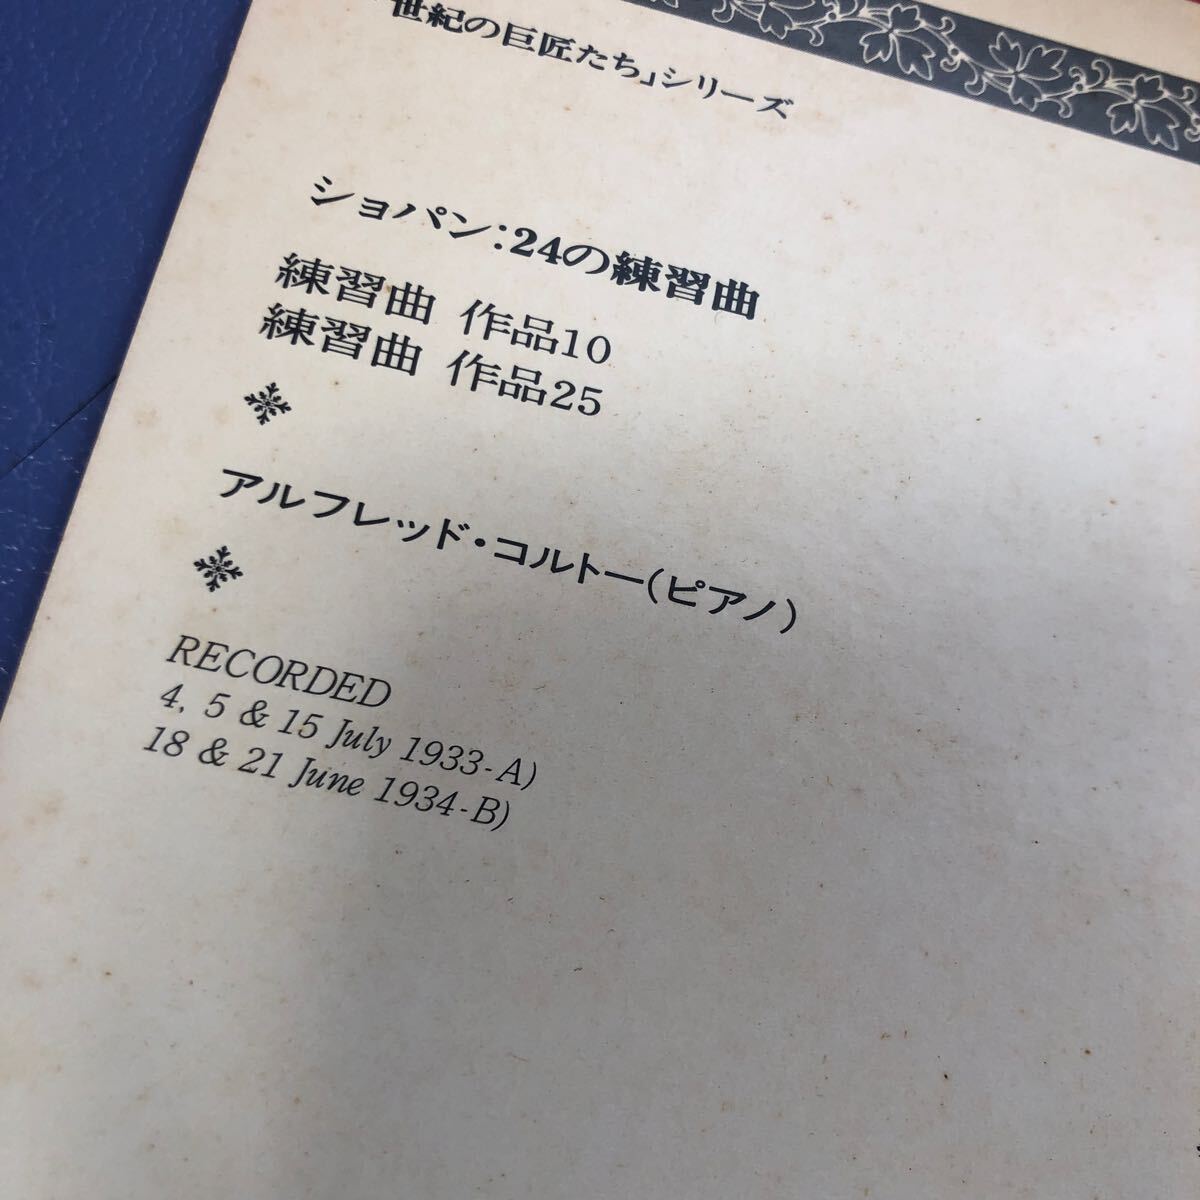 世紀の巨匠たち」シリーズ
ショパン:24の練習曲
練習曲 作品10
練習曲 作品25
アルフレッド・コルトー(ピアノ)
RECORDED
4, 5 & 15 July 1933-A)
18 & 21 June 1934-B)